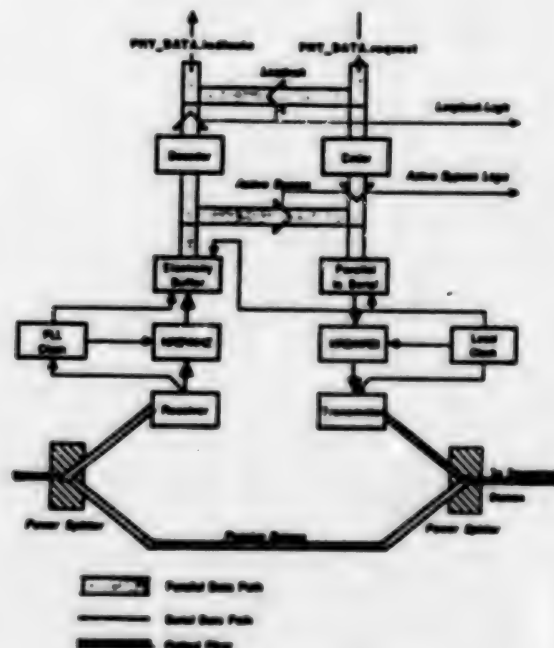 PHY_DATA.indicate
PHY_DATA.request
Loopback
Loopback Logic
Decoder
Coder
Active Bypass
Active Bypass Logic
Elasticity
Buffer
Parallel
to Serial
PLL
Clock
Local
Clock
Receiver
Transmitter
Power Splitter
Passive Bypass
Power Splitter
Parallel Data Path
Serial Data Path
Optical Fiber